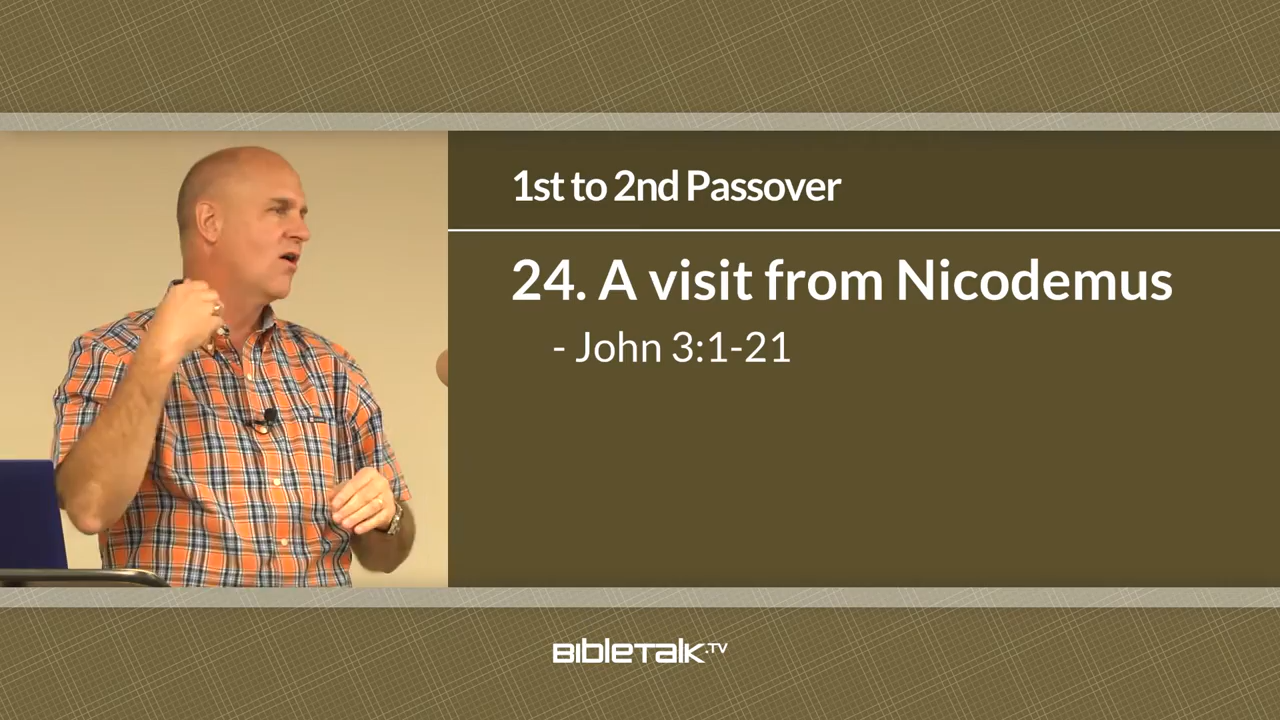 1st to 2nd Passover
24. A visit from Nicodemus
- John 3:1-21
BibleTalk.TV